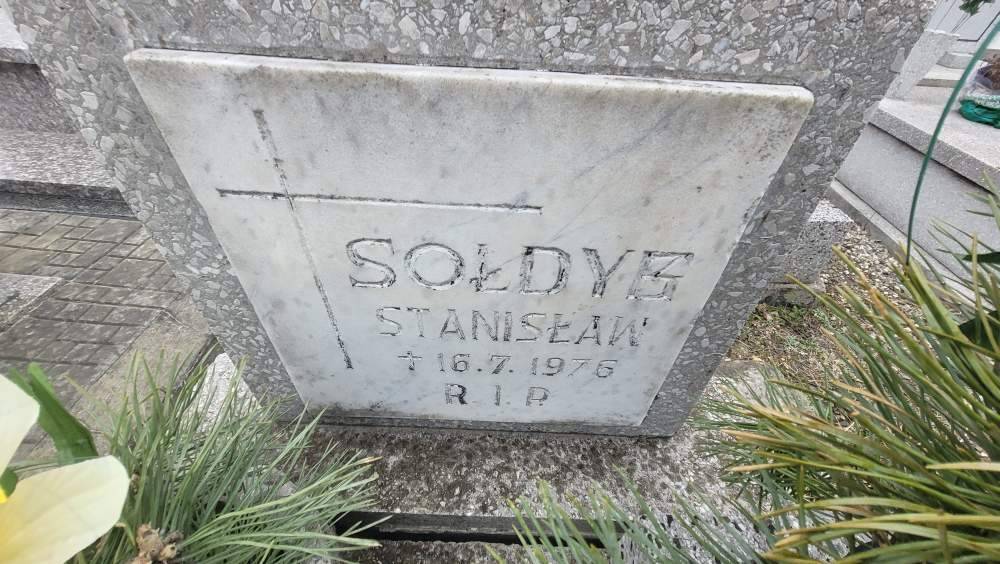 SOŁDYB
STANISŁAW
† 16.7.1976
R I P